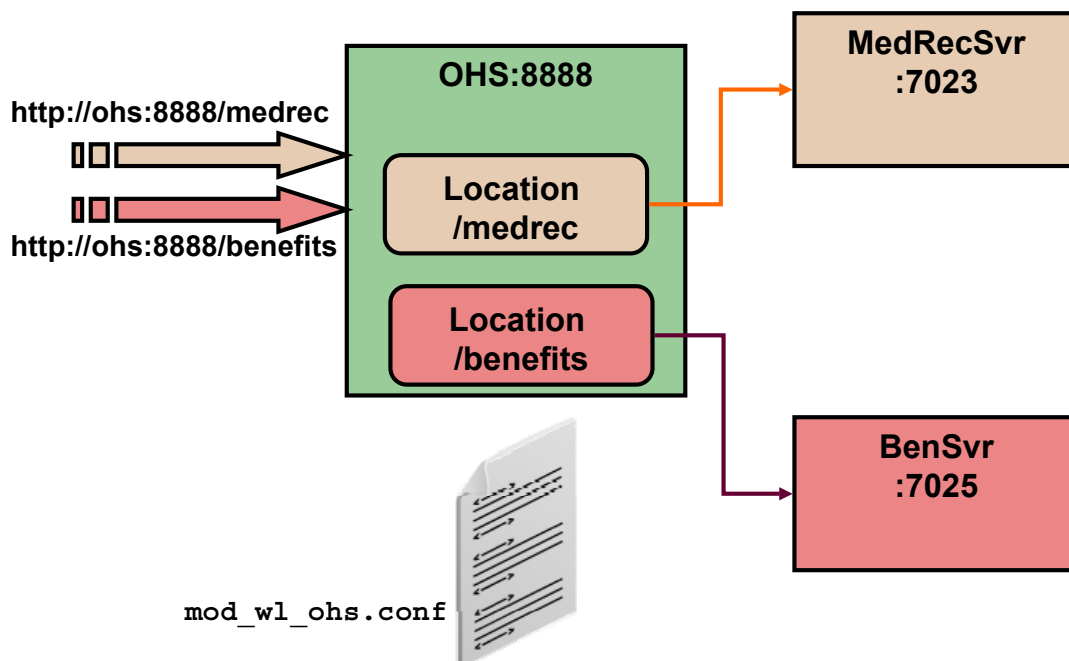 http://ohs:8888/medrec
http://ohs:8888/benefits
OHS:8888
Location
/medrec
Location
/benefits
MedRecSvr
:7023
BenSvr
:7025
mod_wl_ohs.conf